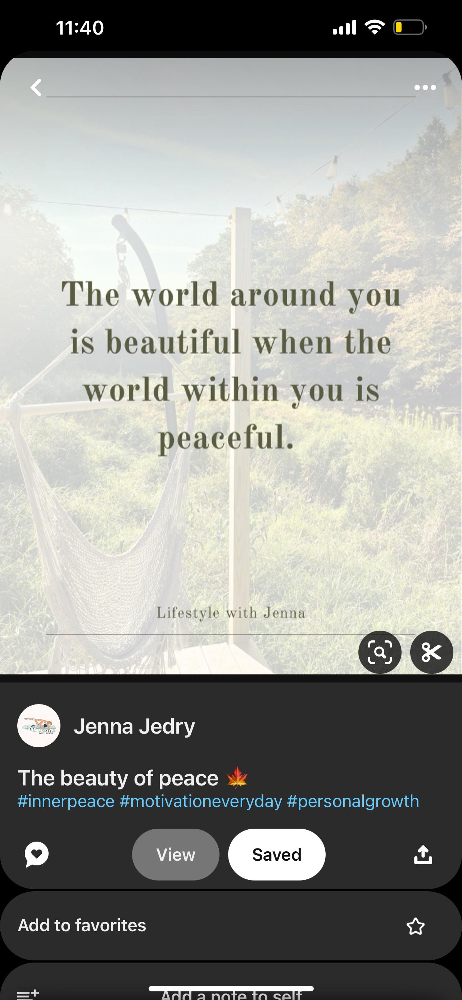 11:40
The world around you
is beautiful when the
world within you is
peaceful.
Lifestyle with Jenna
LIFESTYLE
WITH JENNA
Jenna Jedry
The beauty of peace 🍁
#innerpeace #motivationeveryday #personalgrowth
View
Saved
Add to favorites
Add a note to self